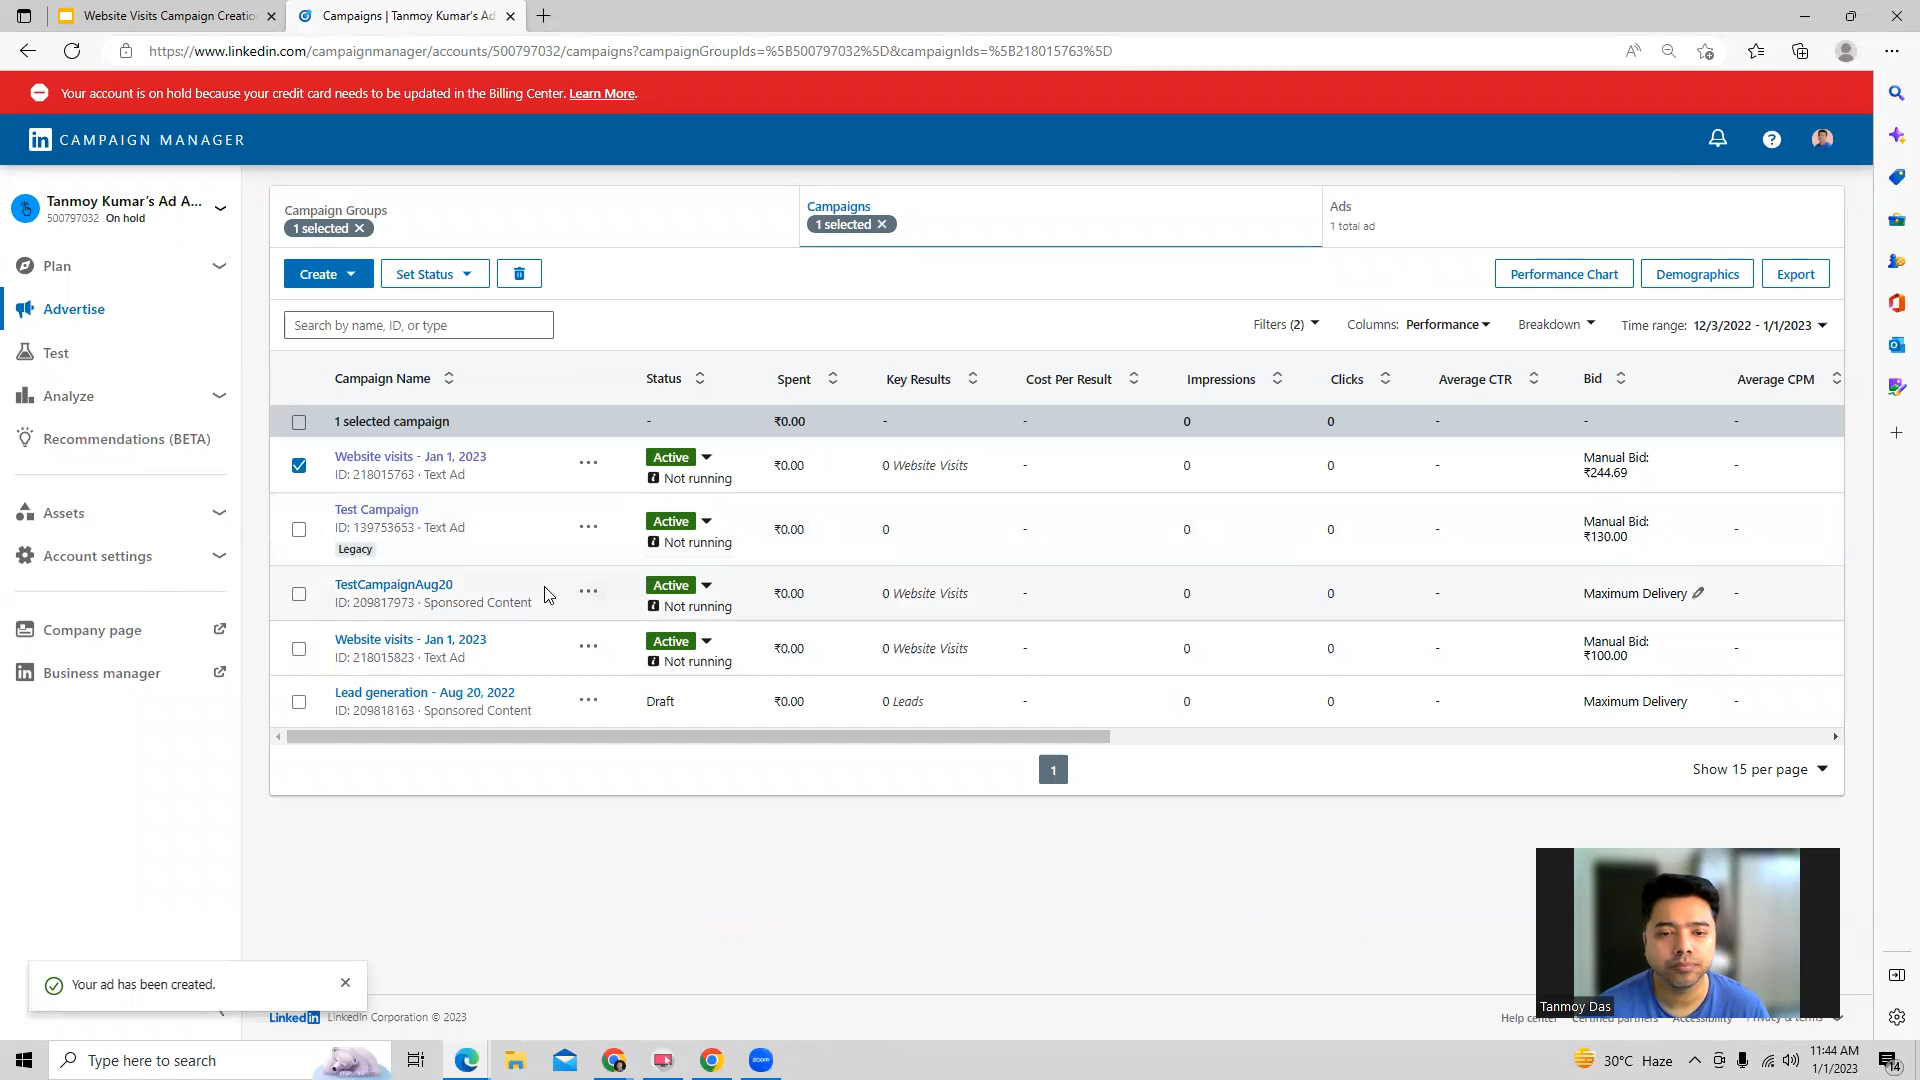 Website Visits Campaign Creatio
Campaigns | Tanmoy Kumar's Ad
https://www.linkedin.com/campaignmanager/accounts/500797032/campaigns?campaignGroupIds=%5B500797032%5D&campaignIds=%5B218015763%5D
Your account is on hold because your credit card needs to be updated in the Billing Center. Learn More.
in CAMPAIGN MANAGER
Tanmoy Kumar's Ad A...
500797032 On hold
Plan
Advertise
Test
Analyze
Recommendations (BETA)
Assets
Account settings
Company page
Business manager
Campaign Groups
1 selected
Campaigns
1 selected
Ads
1 total ad
Create
Set Status
Performance Chart
Demographics
Export
Search by name, ID, or type
Filters (2)
Columns: Performance
Breakdown
Time range: 12/3/2022 - 1/1/2023
Campaign Name Status Spent Key Results Cost Per Result Impressions Clicks Average CTR Bid Average CPM
1 selected campaign - ₹0.00 - - 0 0 - - -
Website visits - Jan 1, 2023
ID: 218015763 · Text Ad
Active
Not running
₹0.00 0 Website Visits - 0 0 -
Manual Bid:
₹244.69
-
Test Campaign
ID: 139753653 · Text Ad
Legacy
Active
Not running
₹0.00 0 - 0 0 -
Manual Bid:
₹130.00
-
TestCampaignAug20
ID: 209817973 · Sponsored Content
Active
Not running
₹0.00 0 Website Visits - 0 0 - Maximum Delivery -
Website visits - Jan 1, 2023
ID: 218015823 · Text Ad
Active
Not running
₹0.00 0 Website Visits - 0 0 -
Manual Bid:
₹100.00
-
Lead generation - Aug 20, 2022
ID: 209818163 · Sponsored Content
Draft ₹0.00 0 Leads - 0 0 - Maximum Delivery -
1
Show 15 per page
Your ad has been created.
Linked in LinkedIn Corporation © 2023
Help center Certified partners Accessibility Privacy & terms
Tanmoy Das
Type here to search
zoom
30°C Haze
11:44 AM
1/1/2023
14